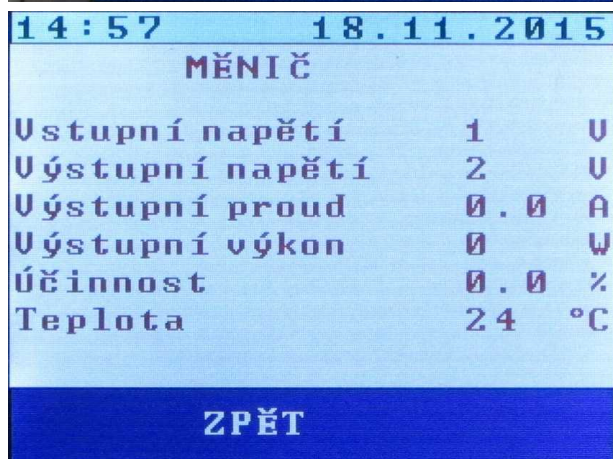 14:57 18.11.2015
MĚNIČ
Vstupní napětí 1 V
Výstupní napětí 2 V
Výstupní proud 0.0 A
Výstupní výkon 0 W
Účinnost 0.0 %
Teplota 24 °C
ZPĚT